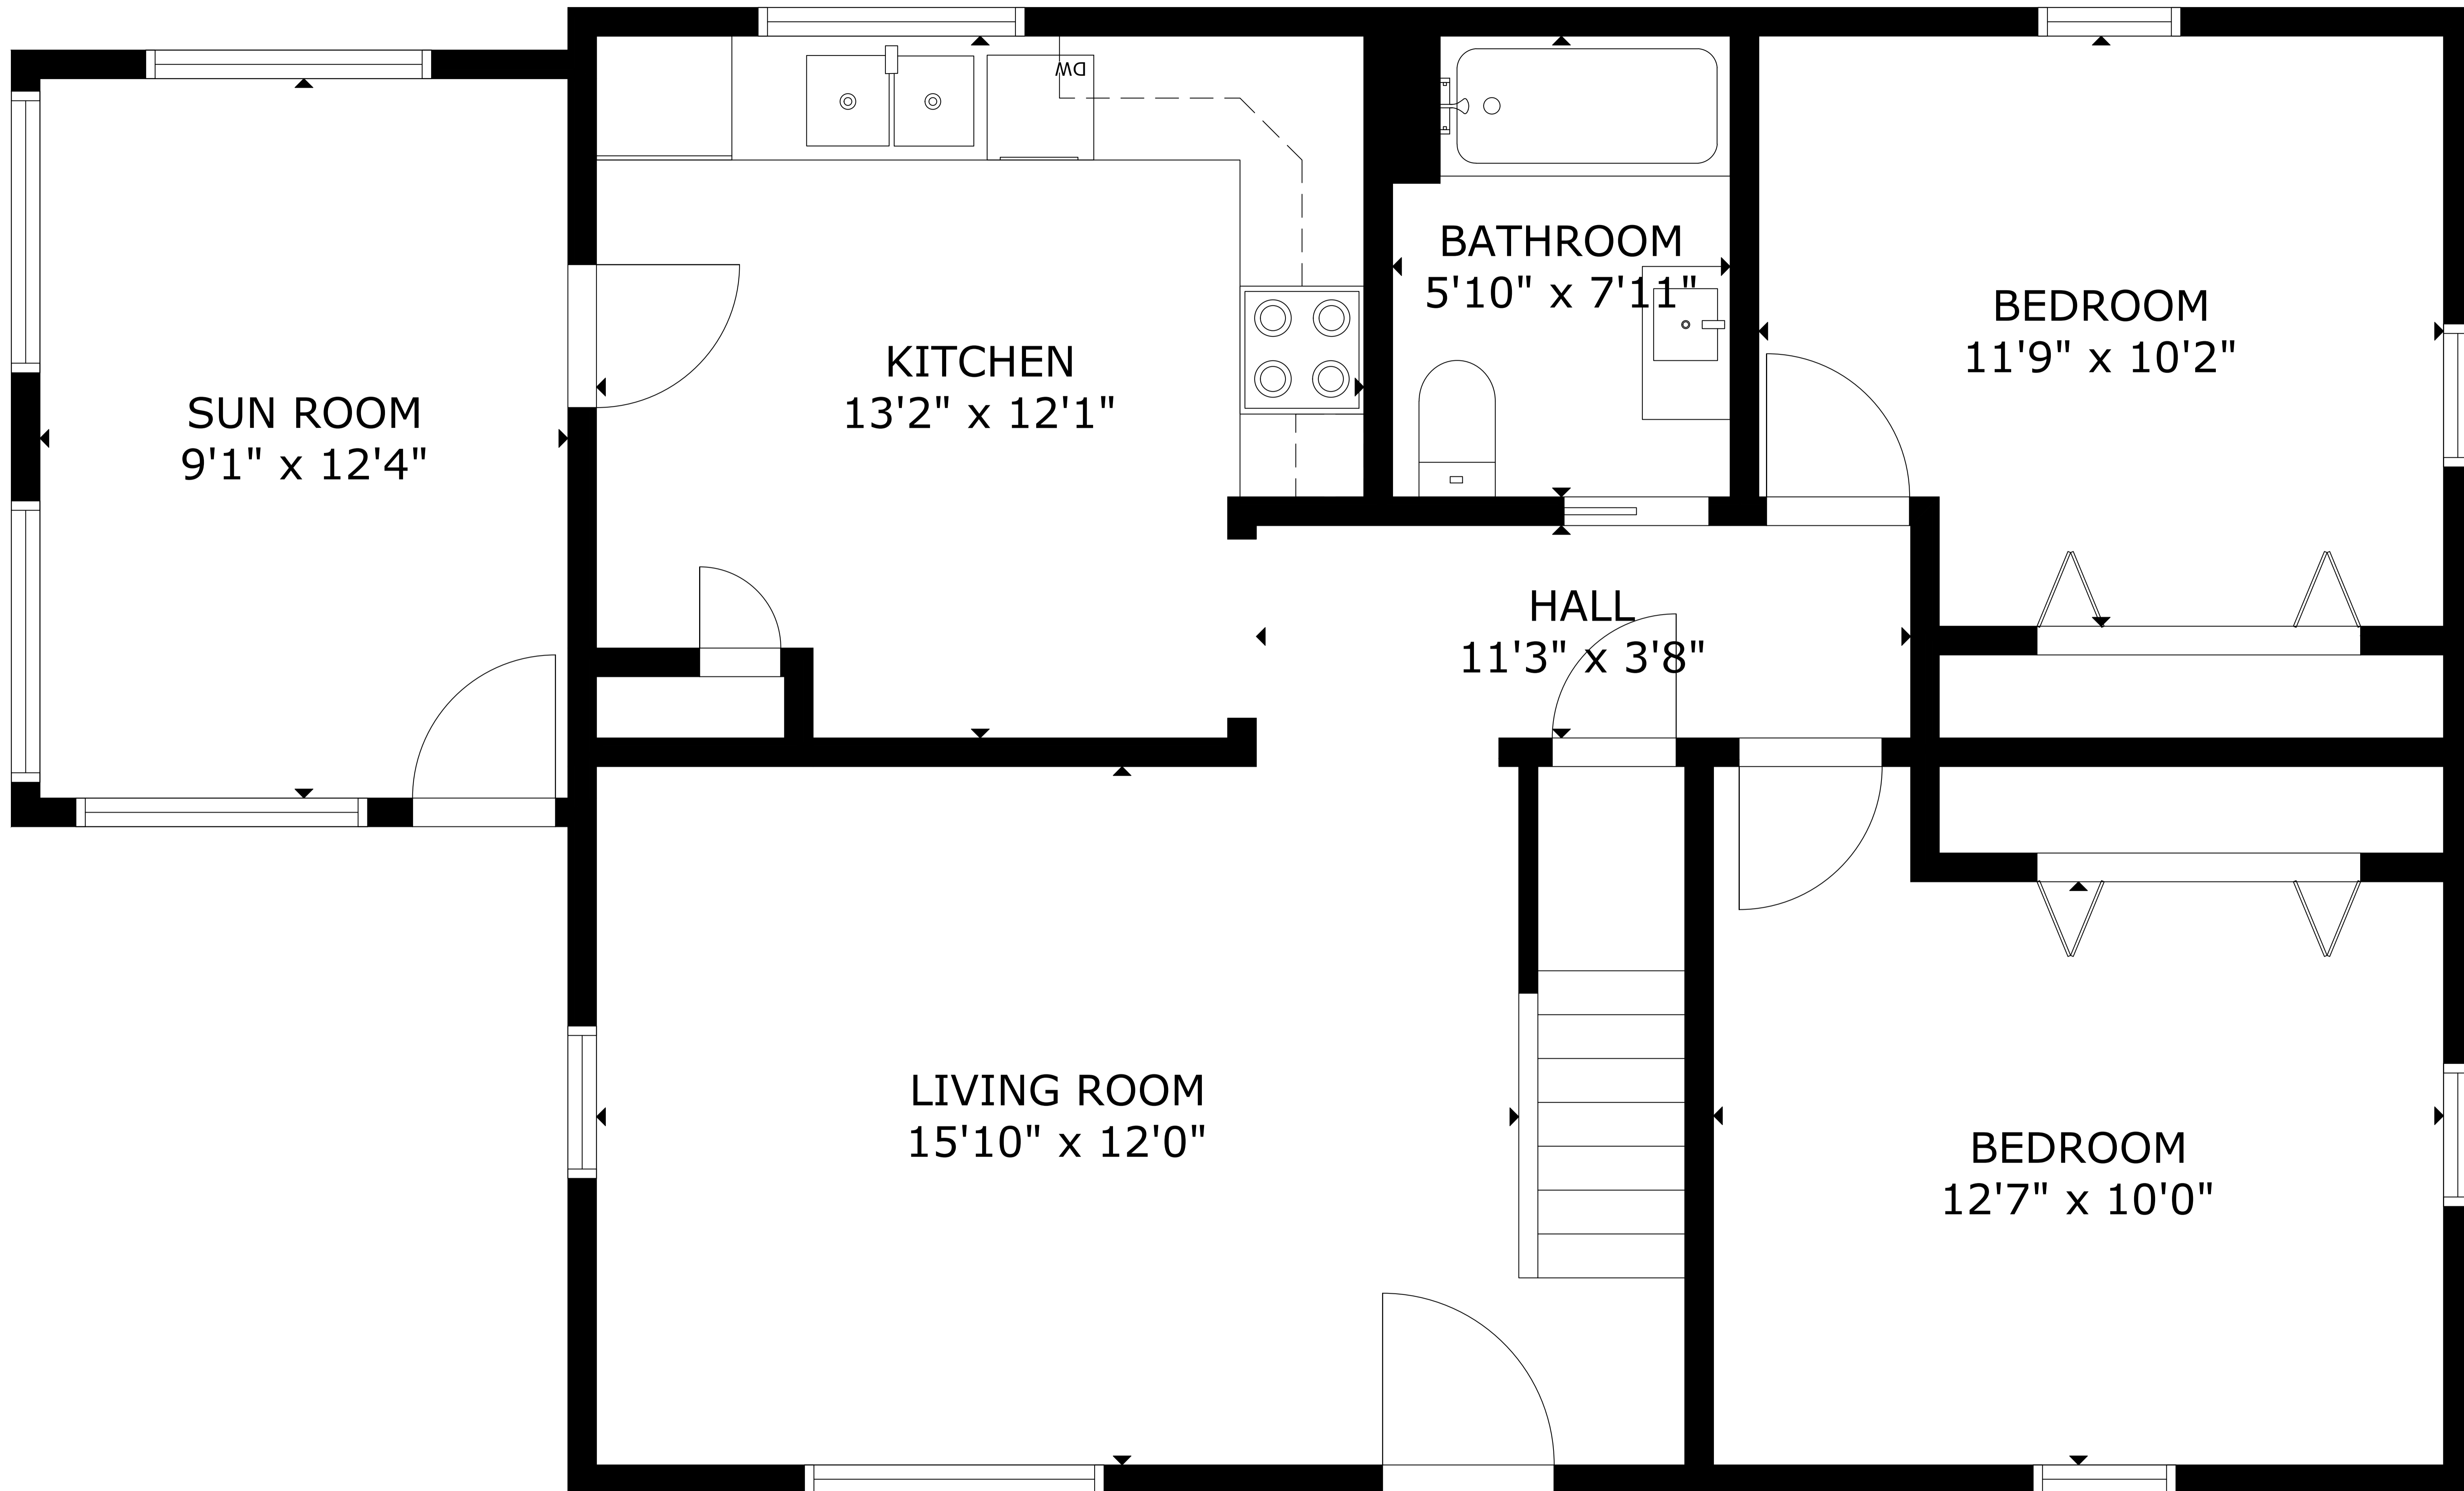 DW
BATHROOM
5'10" x 7'11"
BEDROOM
11'9" x 10'2"
KITCHEN
13'2" x 12'1"
SUN ROOM
9'1" x 12'4"
HALL
11'3" x 3'8"
LIVING ROOM
15'10" x 12'0"
BEDROOM
12'7" x 10'0"